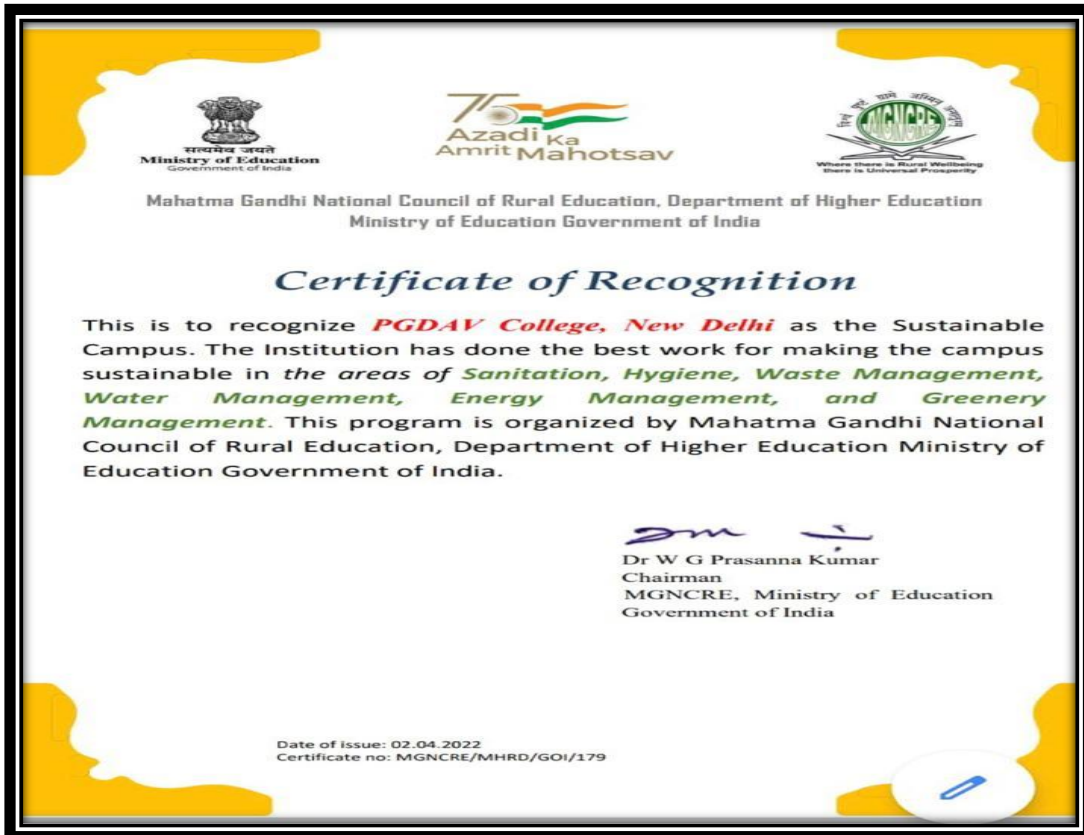 सत्यमेव जयते
Ministry of Education
Government of India
75
Azadi Ka
Amrit Mahotsav
MGNCRE
Where there is Rural Wellbeing
there is Universal Prosperity
Mahatma Gandhi National Council of Rural Education, Department of Higher Education
Ministry of Education Government of India
Certificate of Recognition
This is to recognize PGDAV College, New Delhi as the Sustainable
Campus. The Institution has done the best work for making the campus
sustainable in the areas of Sanitation, Hygiene, Waste Management,
Water Management, Energy Management, and Greenery
Management. This program is organized by Mahatma Gandhi National
Council of Rural Education, Department of Higher Education Ministry of
Education Government of India.
Dr W G Prasanna Kumar
Chairman
MGNCRE, Ministry of Education
Government of India
Date of issue: 02.04.2022
Certificate no: MGNCRE/MHRD/GOI/179